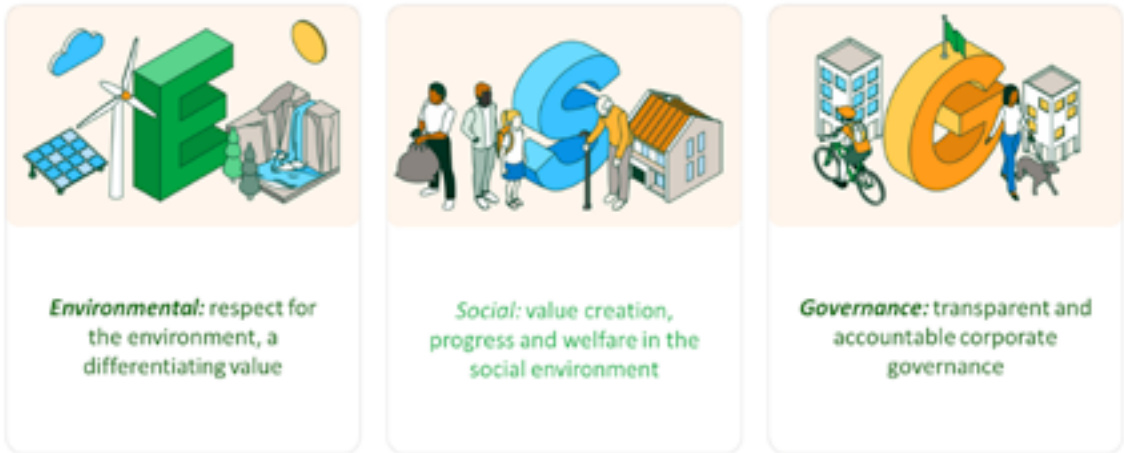 E
Environmental: respect for
the environment, a
differentiating value
S
Social: value creation,
progress and welfare in the
social environment
G
Governance: transparent and
accountable corporate
governance